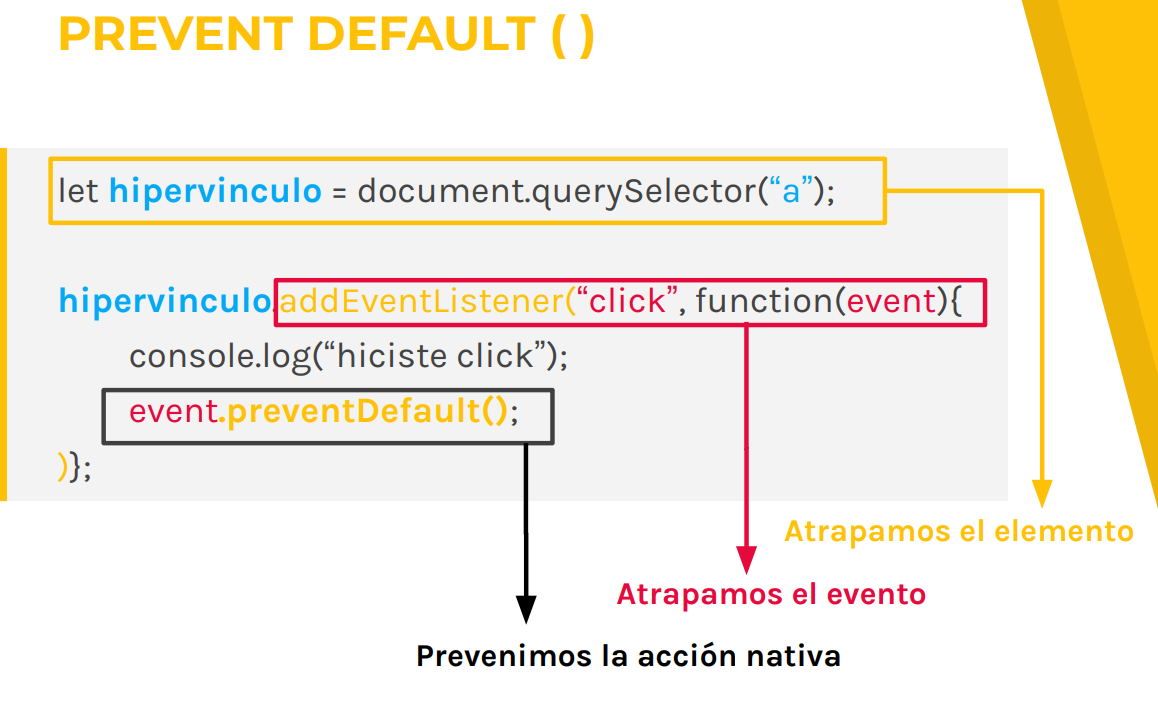 PREVENT DEFAULT ( )
let hipervinculo = document.querySelector(“a”);
hipervinculo.addEventListener(“click”, function(event){
console.log(“hiciste click”);
event.preventDefault();
)};
Atrapamos el elemento
Atrapamos el evento
Prevenimos la acción nativa